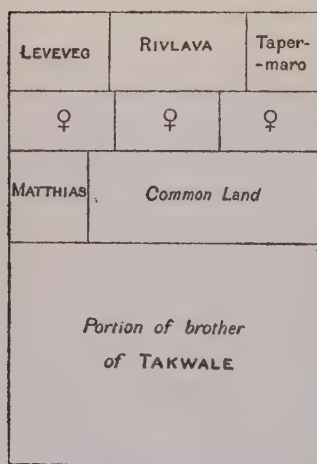 LEVEVEG RIVLAVA Taper-
-maro
♀ ♀ ♀
MATTHIAS Common Land
Portion of brother
of TAKWALE